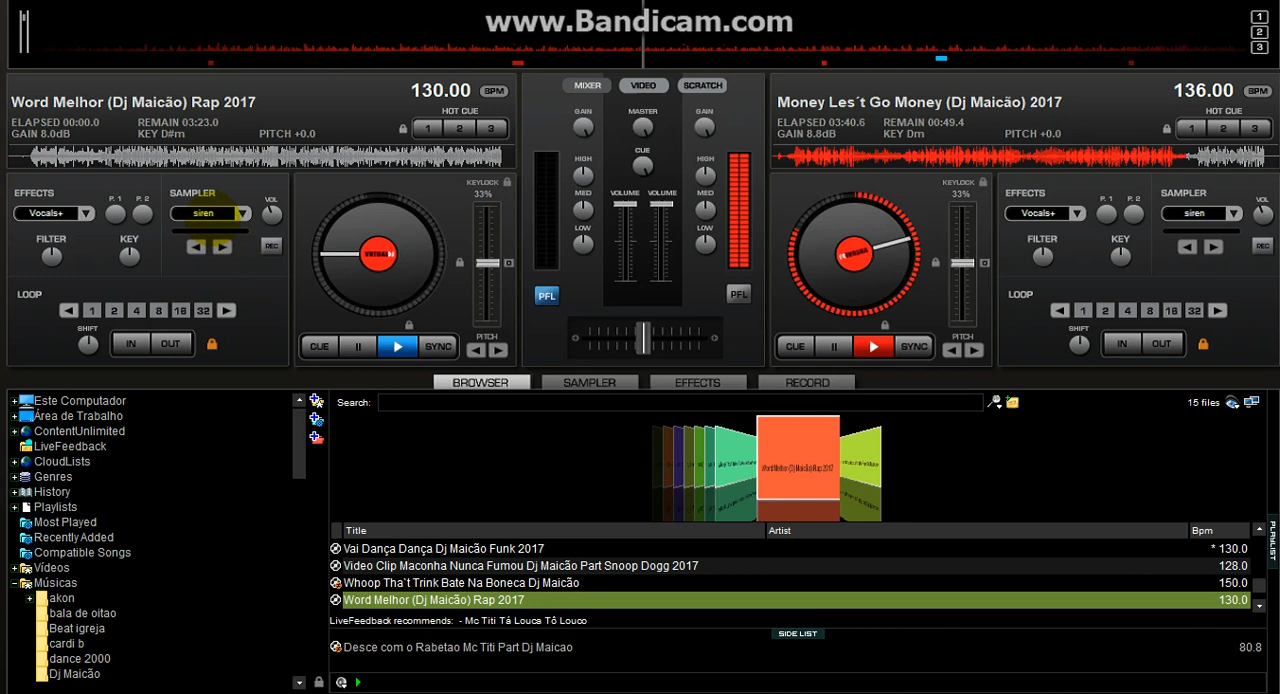 www.Bandicam.com
1
2
3
Word Melhor (Dj Maicão) Rap 2017
130.00 BPM
HOT CUE
ELAPSED 00:00.0 REMAIN 03:23.0
GAIN 8.0dB KEY D#m PITCH +0.0
1 2 3
MIXER VIDEO SCRATCH
GAIN MASTER GAIN
HIGH CUE HIGH
MED VOLUME VOLUME MED
LOW LOW
PFL PFL
Money Les´t Go Money (Dj Maicão) 2017
136.00 BPM
HOT CUE
ELAPSED 03:40.6 REMAIN 00:49.4
GAIN 8.8dB KEY Dm PITCH +0.0
1 2 3
EFFECTS P. 1 P. 2 SAMPLER VOL
Vocals+ siren
FILTER KEY REC
LOOP
1 2 4 8 16 32
SHIFT IN OUT
KEYLOCK
33%
CUE SYNC PITCH
KEYLOCK
33%
CUE SYNC PITCH
EFFECTS P. 1 P. 2 SAMPLER VOL
Vocals+ siren
FILTER KEY REC
LOOP
1 2 4 8 16 32
SHIFT IN OUT
BROWSER SAMPLER EFFECTS RECORD
Este Computador
Área de Trabalho
ContentUnlimited
LiveFeedback
CloudLists
Genres
History
Playlists
Most Played
Recently Added
Compatible Songs
Vídeos
Músicas
akon
bala de oitao
Beat igreja
cardi b
dance 2000
Dj Maicão
Search: 15 files
Word Melhor (Dj Maicão) Rap 2017
Title Artist Bpm
Vai Dança Dança Dj Maicão Funk 2017 * 130.0
Video Clip Maconha Nunca Fumou Dj Maicão Part Snoop Dogg 2017 128.0
Whoop Tha`t Trink Bate Na Boneca Dj Maicão 150.0
Word Melhor (Dj Maicão) Rap 2017 130.0
LiveFeedback recommends: - Mc Titi Tá Louca Tô Louco
SIDE LIST
Desce com o Rabetao Mc Titi Part Dj Maicao 80.8
PLAYLIST